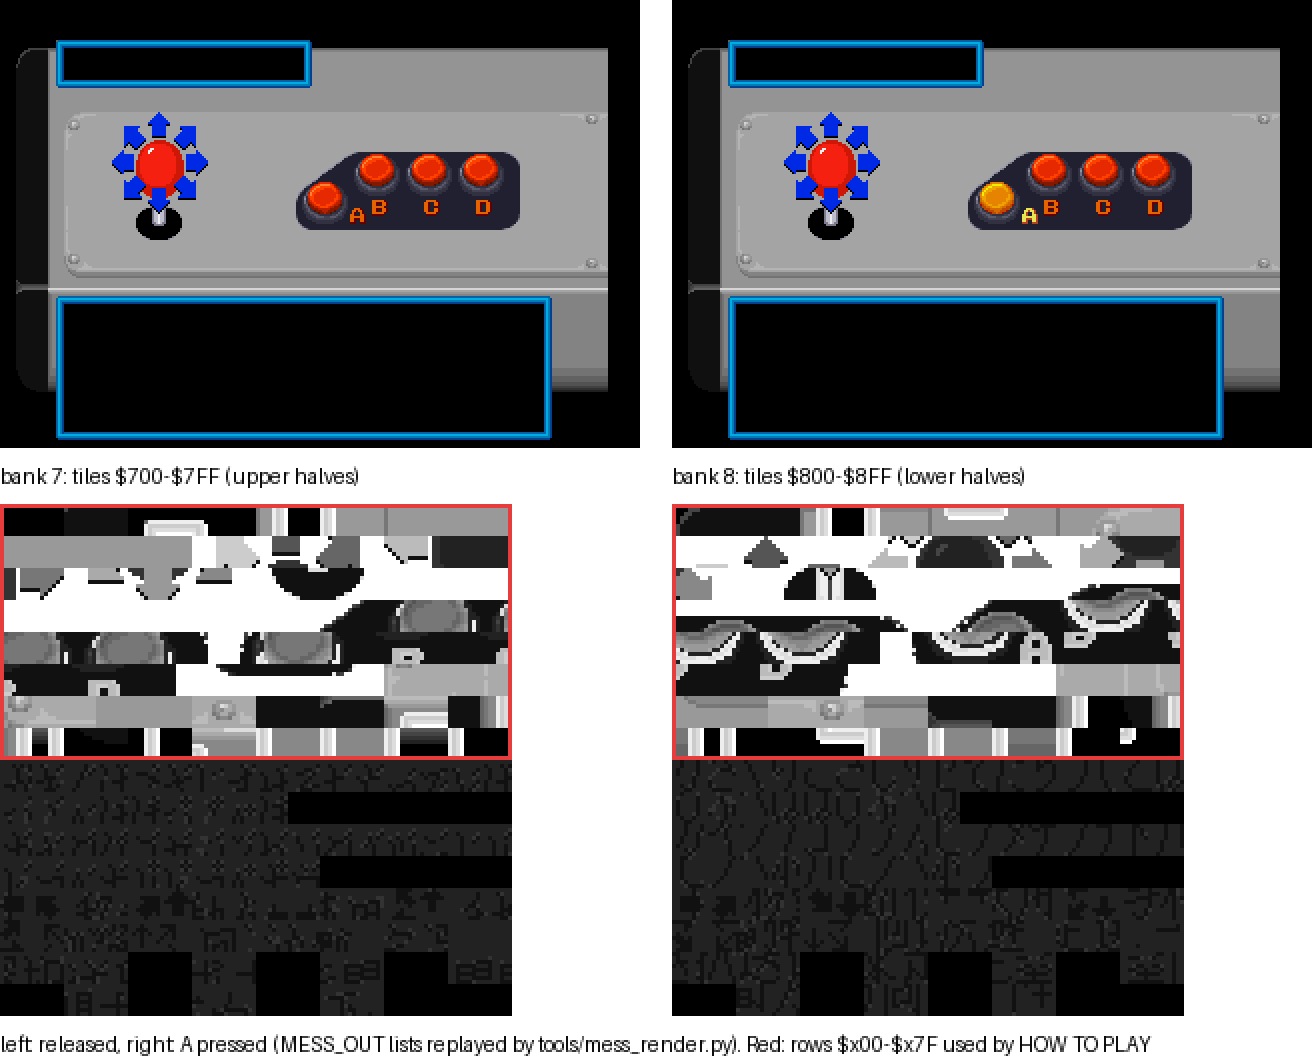 A B C D
A B C D
bank 7: tiles $700-$7FF (upper halves)
bank 8: tiles $800-$8FF (lower halves)
left released, right A pressed (MESS_OUT lists replayed by tools/mess_render.py). Red: rows $x00-$x7F used by HOW TO PLAY